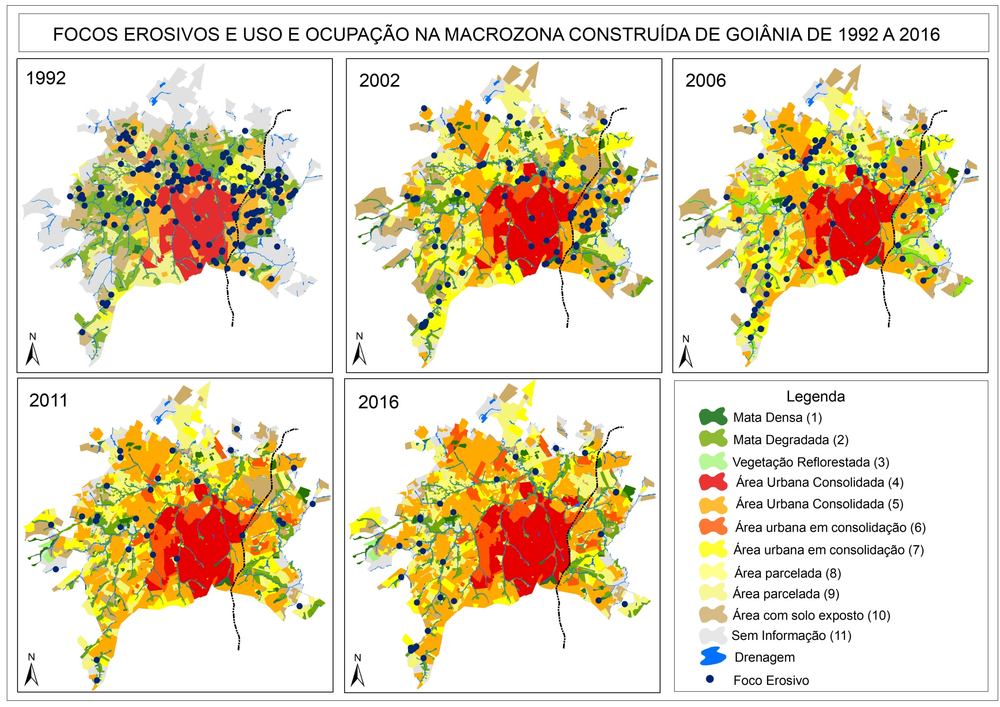 FOCOS EROSIVOS E USO E OCUPAÇÃO NA MACROZONA CONSTRUÍDA DE GOIÂNIA DE 1992 A 2016
1992
N
2002
N
2006
N
2011
N
2016
N
Legenda
Mata Densa (1)
Mata Degradada (2)
Vegetação Reflorestada (3)
Área Urbana Consolidada (4)
Área Urbana Consolidada (5)
Área urbana em consolidação (6)
Área urbana em consolidação (7)
Área parcelada (8)
Área parcelada (9)
Área com solo exposto (10)
Sem Informação (11)
Drenagem
Foco Erosivo